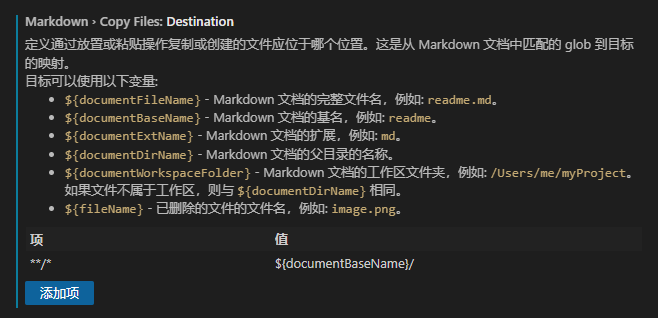 Markdown › Copy Files: Destination
定义通过放置或粘贴操作复制或创建的文件应位于哪个位置。这是从 Markdown 文档中匹配的 glob 到目标
的映射。
目标可以使用以下变量:
• ${documentFileName} - Markdown 文档的完整文件名，例如: readme.md。
• ${documentBaseName} - Markdown 文档的基名，例如: readme。
• ${documentExtName} - Markdown 文档的扩展，例如: md。
• ${documentDirName} - Markdown 文档的父目录的名称。
• ${documentWorkspaceFolder} - Markdown 文档的工作区文件夹，例如: /Users/me/myProject。
如果文件不属于工作区，则与 ${documentDirName} 相同。
• ${fileName} - 已删除的文件的文件名，例如: image.png。
项 值
**/* ${documentBaseName}/
添加项